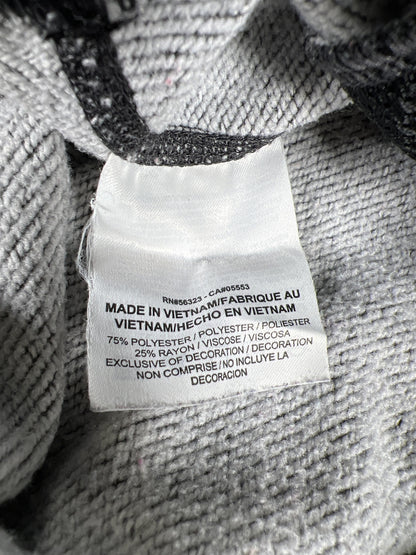 RN#56323 - CA#05553
MADE IN VIETNAM/FABRIQUE AU
VIETNAM/HECHO EN VIETNAM
75% POLYESTER / POLYESTER / POLIESTER
25% RAYON / VISCOSE / VISCOSA
EXCLUSIVE OF DECORATION / DECORATION
NON COMPRISE / NO INCLUYE LA
DECORACION